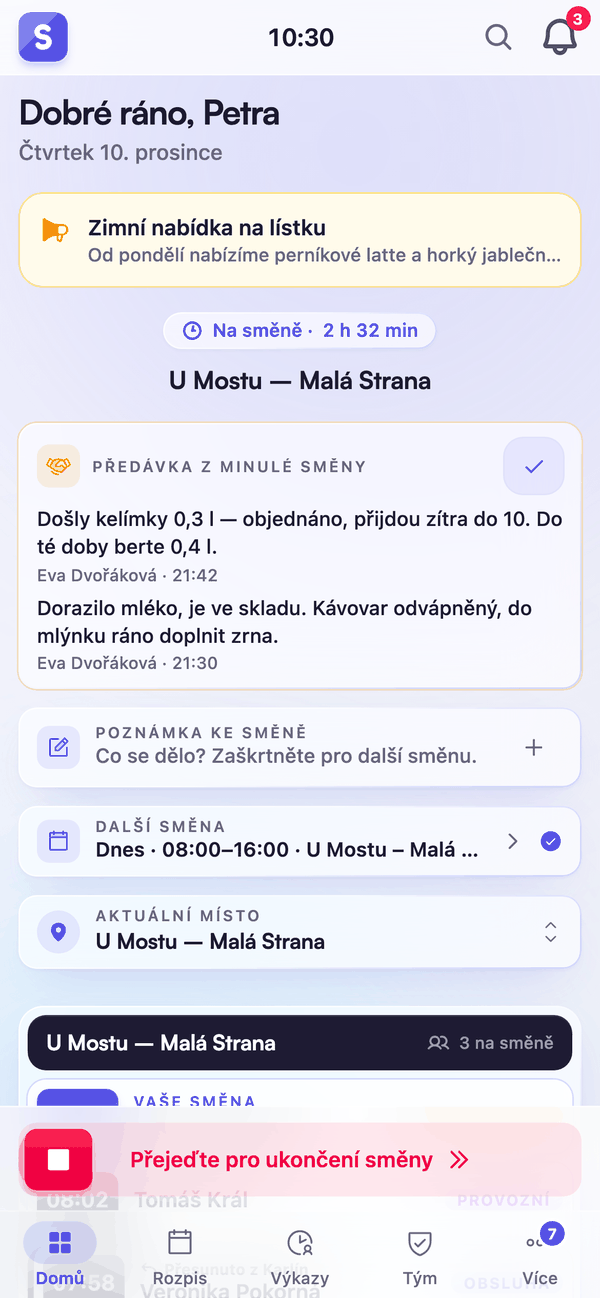 S
10:30
3
Dobré ráno, Petra
Čtvrtek 10. prosince
Zimní nabídka na lístku
Od pondělí nabízíme perníkové latte a horký jablečn...
Na směně · 2 h 32 min
U Mostu — Malá Strana
PŘEDÁVKA Z MINULÉ SMĚNY
Došly kelímky 0,3 l — objednáno, přijdou zítra do 10. Do
té doby berte 0,4 l.
Eva Dvořáková · 21:42
Dorazilo mléko, je ve skladu. Kávovar odvápněný, do
mlýnku ráno doplnit zrna.
Eva Dvořáková · 21:30
POZNÁMKA KE SMĚNĚ
Co se dělo? Zaškrtněte pro další směnu.
DALŠÍ SMĚNA
Dnes · 08:00–16:00 · U Mostu – Malá ...
AKTUÁLNÍ MÍSTO
U Mostu — Malá Strana
U Mostu — Malá Strana
3 na směně
VAŠE SMĚNA
Přejeďte pro ukončení směny
08:02
Tomáš Král
PROVOZNÍ
7
Domů
Rozpis
Výkazy
Tým
Více
Přesunuto z Karlín
Veronika Pokorná